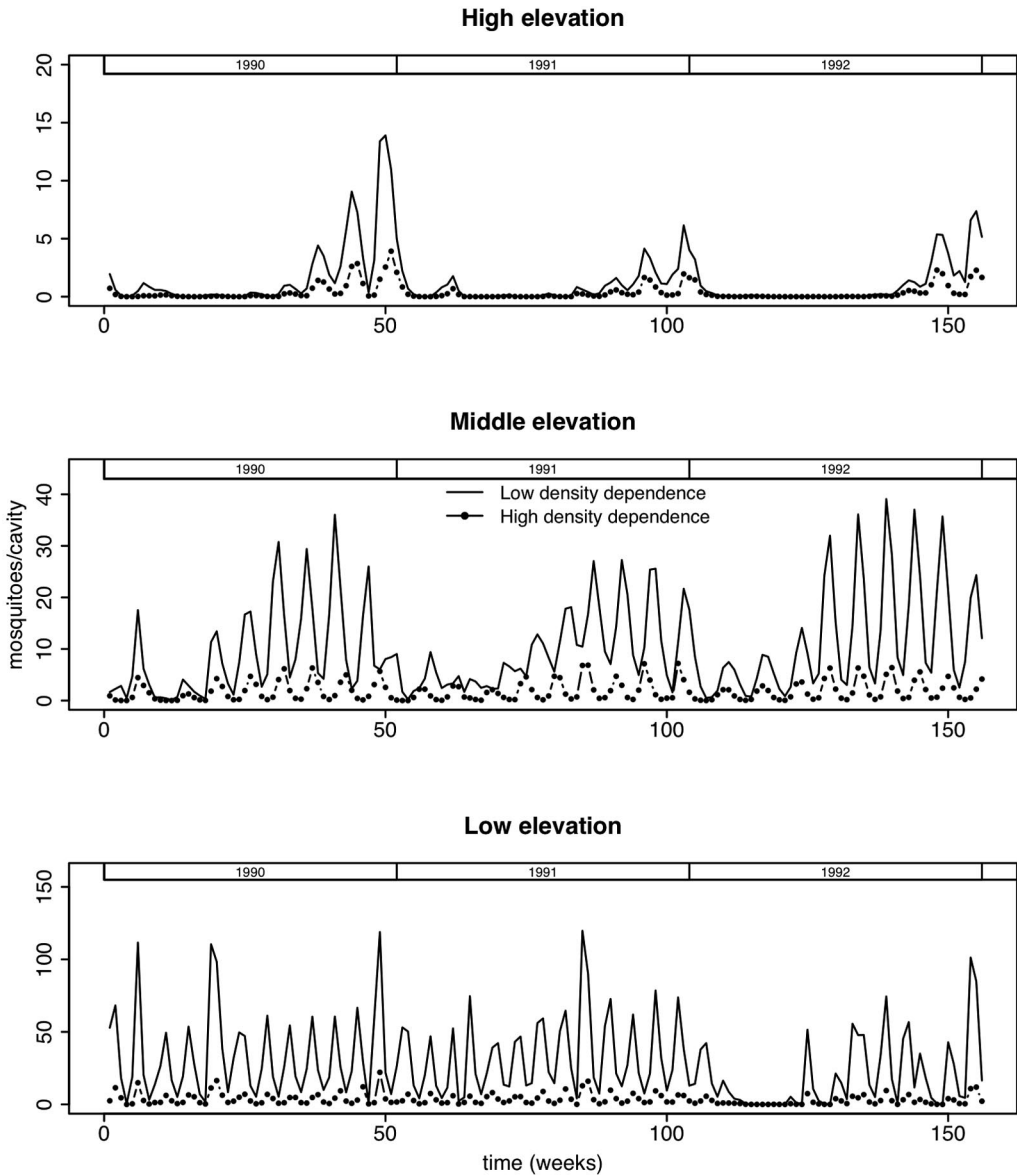 High elevation
1990 1991 1992
20
15
10
5
0
0 50 100 150
Middle elevation
1990 1991 1992
Low density dependence
High density dependence
40
30
20
10
0
0 50 100 150
mosquitoes/cavity
Low elevation
1990 1991 1992
150
100
50
0
0 50 100 150
time (weeks)